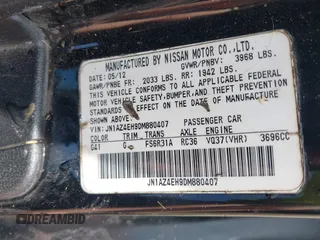 MANUFACTURED BY NISSAN MOTOR CO.,LTD.
DATE: 05/12 GVWR/PNBV: 3968 LBS.
GAWR/PNBE FR: 2033 LBS. RR: 1942 LBS.
THIS VEHICLE CONFORMS TO ALL APPLICABLE FEDERAL
MOTOR VEHICLE SAFETY,BUMPER,AND THEFT PREVENTION
STANDARDS IN EFFECT ON THE DATE OF MANUFACTURE
SHOWN ABOVE.
V.I.N: JN1AZ4EH9DM880407 PASSENGER CAR
COLOR TRIM TRANS AXLE ENGINE
G41 G FS6R31A RC36 VQ37(VHR) 3696CC
JN1AZ4EH9DM880407
DREAMBID